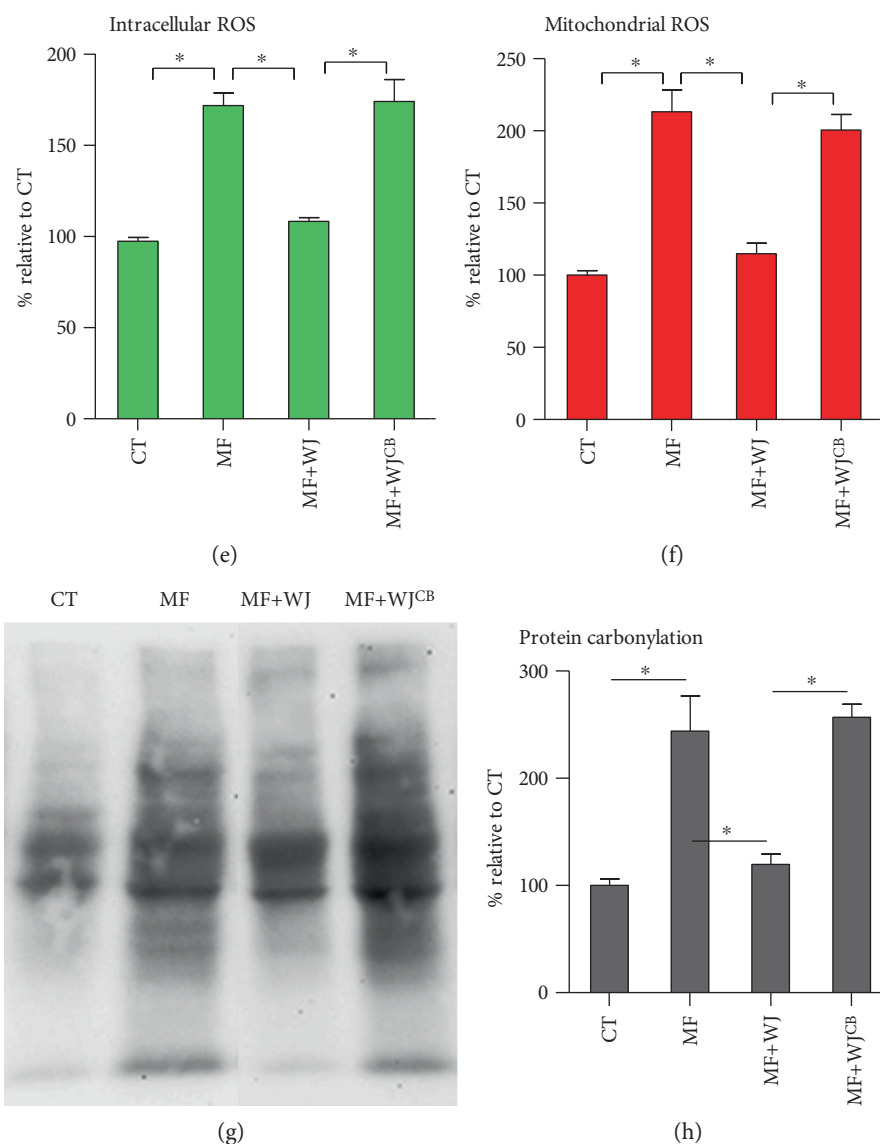 Intracellular ROS
% relative to CT
200
150
100
50
0
*
*
*
CT
MF
MF+WJ
MF+WJᶜᴮ
(e)
Mitochondrial ROS
% relative to CT
250
200
150
100
50
0
*
*
*
CT
MF
MF+WJ
MF+WJᶜᴮ
(f)
CT MF MF+WJ MF+WJᶜᴮ
(g)
Protein carbonylation
% relative to CT
300
200
100
0
*
*
*
CT
MF
MF+WJ
MF+WJᶜᴮ
(h)